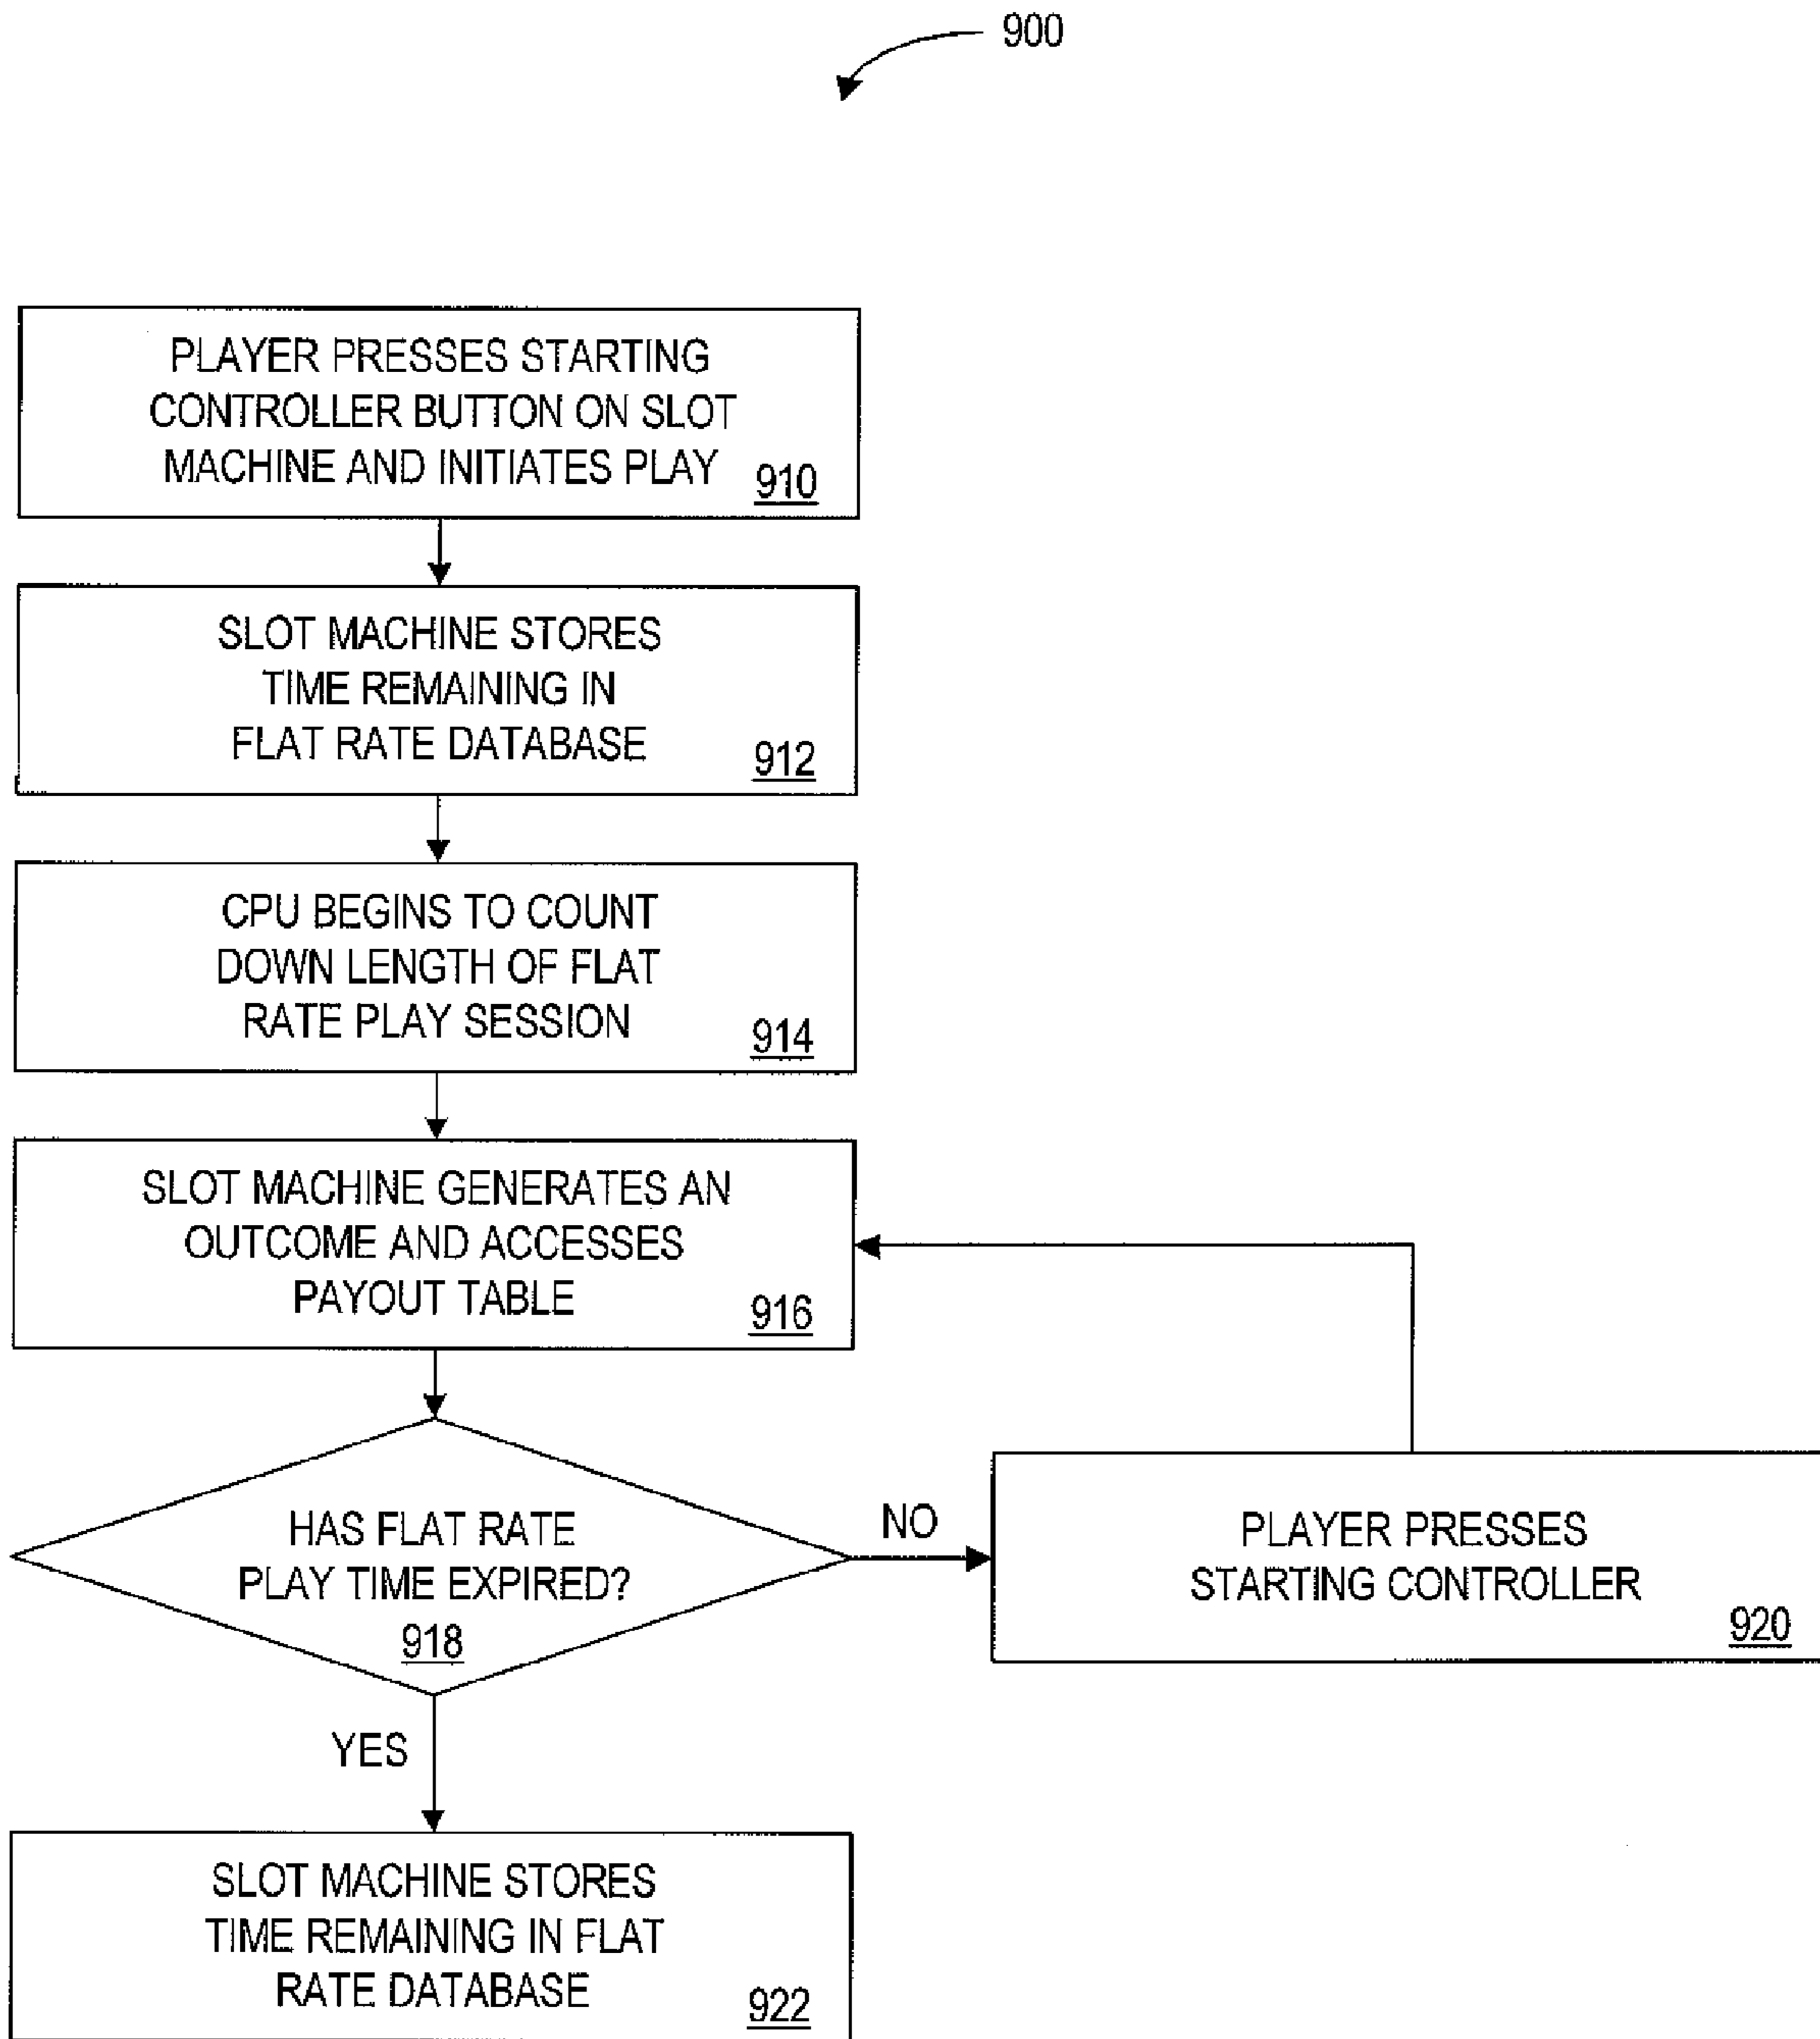 900
PLAYER PRESSES STARTING
CONTROLLER BUTTON ON SLOT
MACHINE AND INITIATES PLAY
910
SLOT MACHINE STORES
TIME REMAINING IN
FLAT RATE DATABASE
912
CPU BEGINS TO COUNT
DOWN LENGTH OF FLAT
RATE PLAY SESSION
914
SLOT MACHINE GENERATES AN
OUTCOME AND ACCESSES
PAYOUT TABLE
916
HAS FLAT RATE
PLAY TIME EXPIRED?
918
NO
PLAYER PRESSES
STARTING CONTROLLER
920
YES
SLOT MACHINE STORES
TIME REMAINING IN FLAT
RATE DATABASE
922